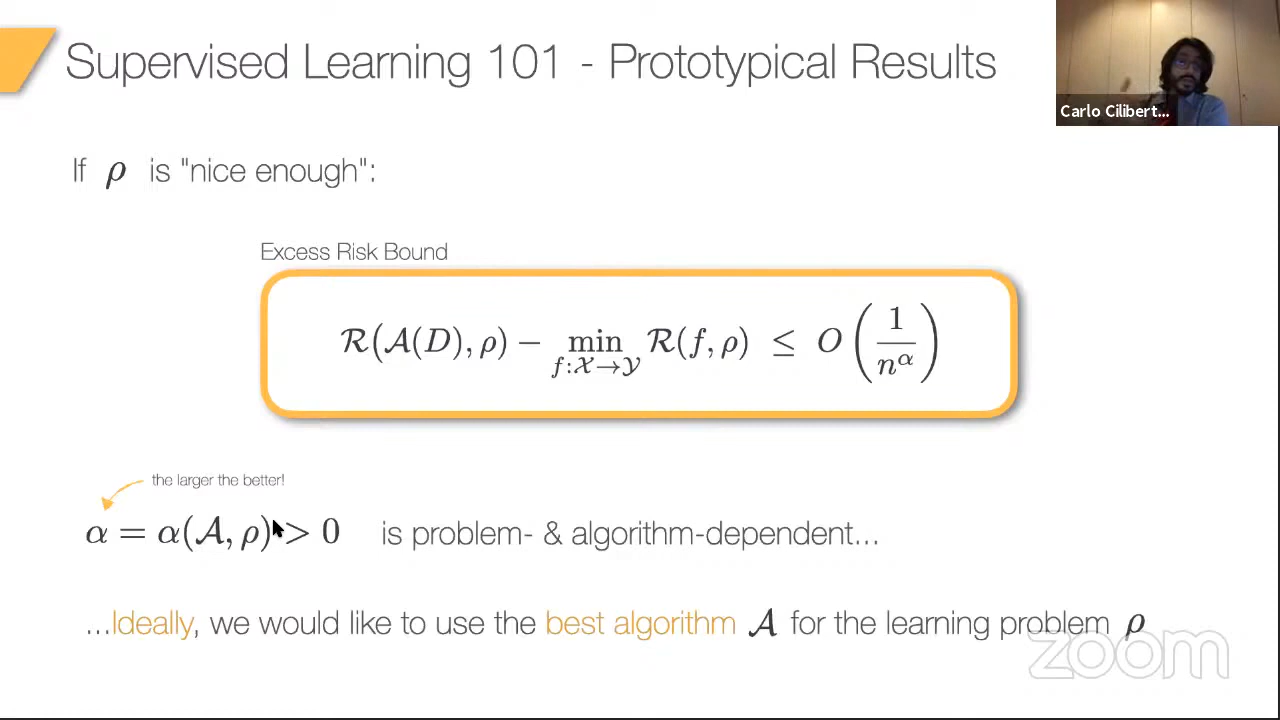 Supervised Learning 101 - Prototypical Results
Carlo Cilibert...
If ρ is "nice enough":
Excess Risk Bound
R(A(D), ρ) − min_{f:X→Y} R(f, ρ) ≤ O(1/n^α)
the larger the better!
α = α(A, ρ) > 0 is problem- & algorithm-dependent...
...Ideally, we would like to use the best algorithm A for the learning problem ρ
zoom